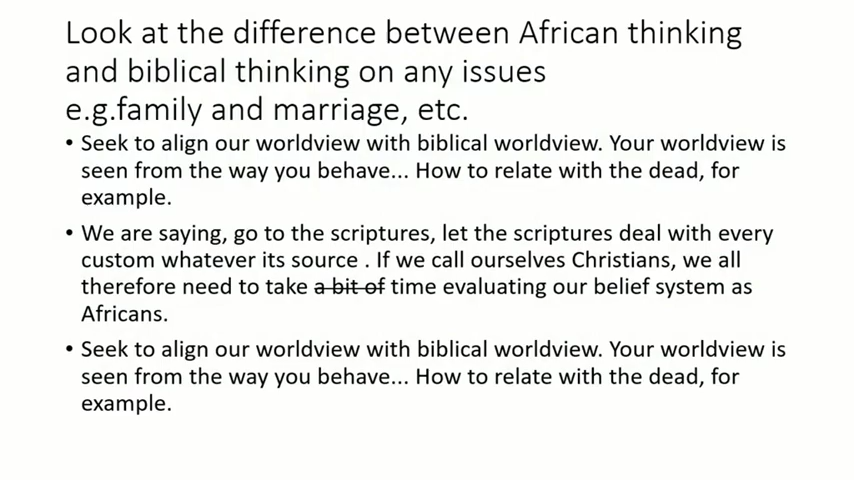 Look at the difference between African thinking
and biblical thinking on any issues
e.g.family and marriage, etc.
• Seek to align our worldview with biblical worldview. Your worldview is
seen from the way you behave... How to relate with the dead, for
example.
• We are saying, go to the scriptures, let the scriptures deal with every
custom whatever its source . If we call ourselves Christians, we all
therefore need to take a bit of time evaluating our belief system as
Africans.
• Seek to align our worldview with biblical worldview. Your worldview is
seen from the way you behave... How to relate with the dead, for
example.